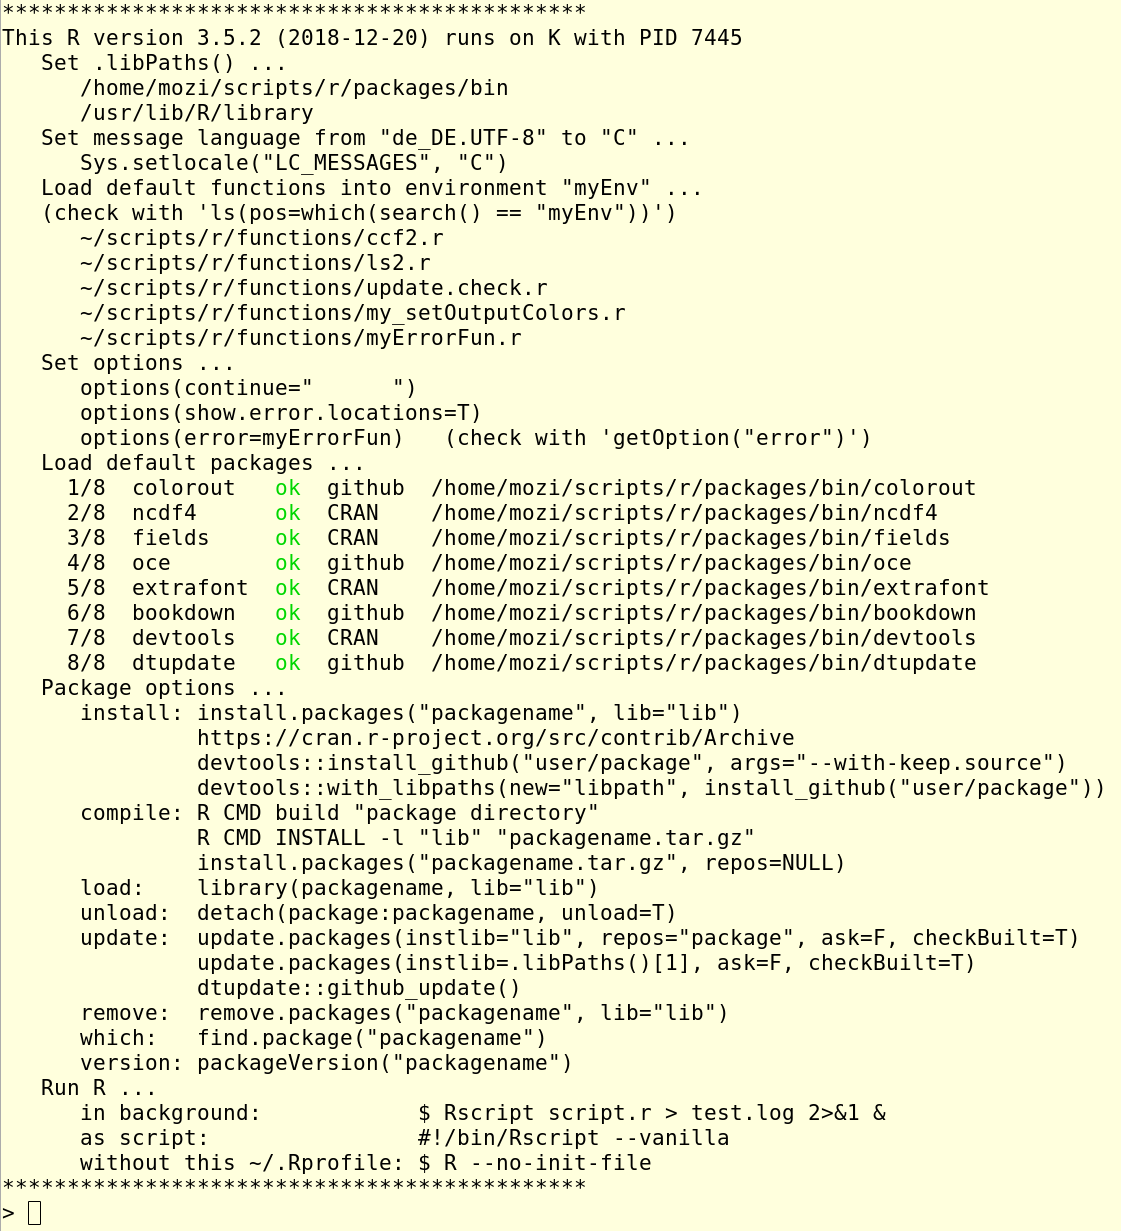 *********************************************
This R version 3.5.2 (2018-12-20) runs on K with PID 7445
   Set .libPaths() ...
      /home/mozi/scripts/r/packages/bin
      /usr/lib/R/library
   Set message language from "de_DE.UTF-8" to "C" ...
      Sys.setlocale("LC_MESSAGES", "C")
   Load default functions into environment "myEnv" ...
   (check with 'ls(pos=which(search() == "myEnv"))')
      ~/scripts/r/functions/ccf2.r
      ~/scripts/r/functions/ls2.r
      ~/scripts/r/functions/update.check.r
      ~/scripts/r/functions/my_setOutputColors.r
      ~/scripts/r/functions/myErrorFun.r
   Set options ...
      options(continue="      ")
      options(show.error.locations=T)
      options(error=myErrorFun)   (check with 'getOption("error")')
   Load default packages ...
     1/8  colorout   ok  github  /home/mozi/scripts/r/packages/bin/colorout
     2/8  ncdf4      ok  CRAN    /home/mozi/scripts/r/packages/bin/ncdf4
     3/8  fields     ok  CRAN    /home/mozi/scripts/r/packages/bin/fields
     4/8  oce        ok  github  /home/mozi/scripts/r/packages/bin/oce
     5/8  extrafont  ok  CRAN    /home/mozi/scripts/r/packages/bin/extrafont
     6/8  bookdown   ok  github  /home/mozi/scripts/r/packages/bin/bookdown
     7/8  devtools   ok  CRAN    /home/mozi/scripts/r/packages/bin/devtools
     8/8  dtupdate   ok  github  /home/mozi/scripts/r/packages/bin/dtupdate
   Package options ...
      install: install.packages("packagename", lib="lib")
               https://cran.r-project.org/src/contrib/Archive
               devtools::install_github("user/package", args="--with-keep.source")
               devtools::with_libpaths(new="libpath", install_github("user/package"))
      compile: R CMD build "package directory"
               R CMD INSTALL -l "lib" "packagename.tar.gz"
               install.packages("packagename.tar.gz", repos=NULL)
      load:    library(packagename, lib="lib")
      unload:  detach(package:packagename, unload=T)
      update:  update.packages(instlib="lib", repos="package", ask=F, checkBuilt=T)
               update.packages(instlib=.libPaths()[1], ask=F, checkBuilt=T)
               dtupdate::github_update()
      remove:  remove.packages("packagename", lib="lib")
      which:   find.package("packagename")
      version: packageVersion("packagename")
   Run R ...
      in background:            $ Rscript script.r > test.log 2>&1 &
      as script:                #!/bin/Rscript --vanilla
      without this ~/.Rprofile: $ R --no-init-file
*********************************************
>